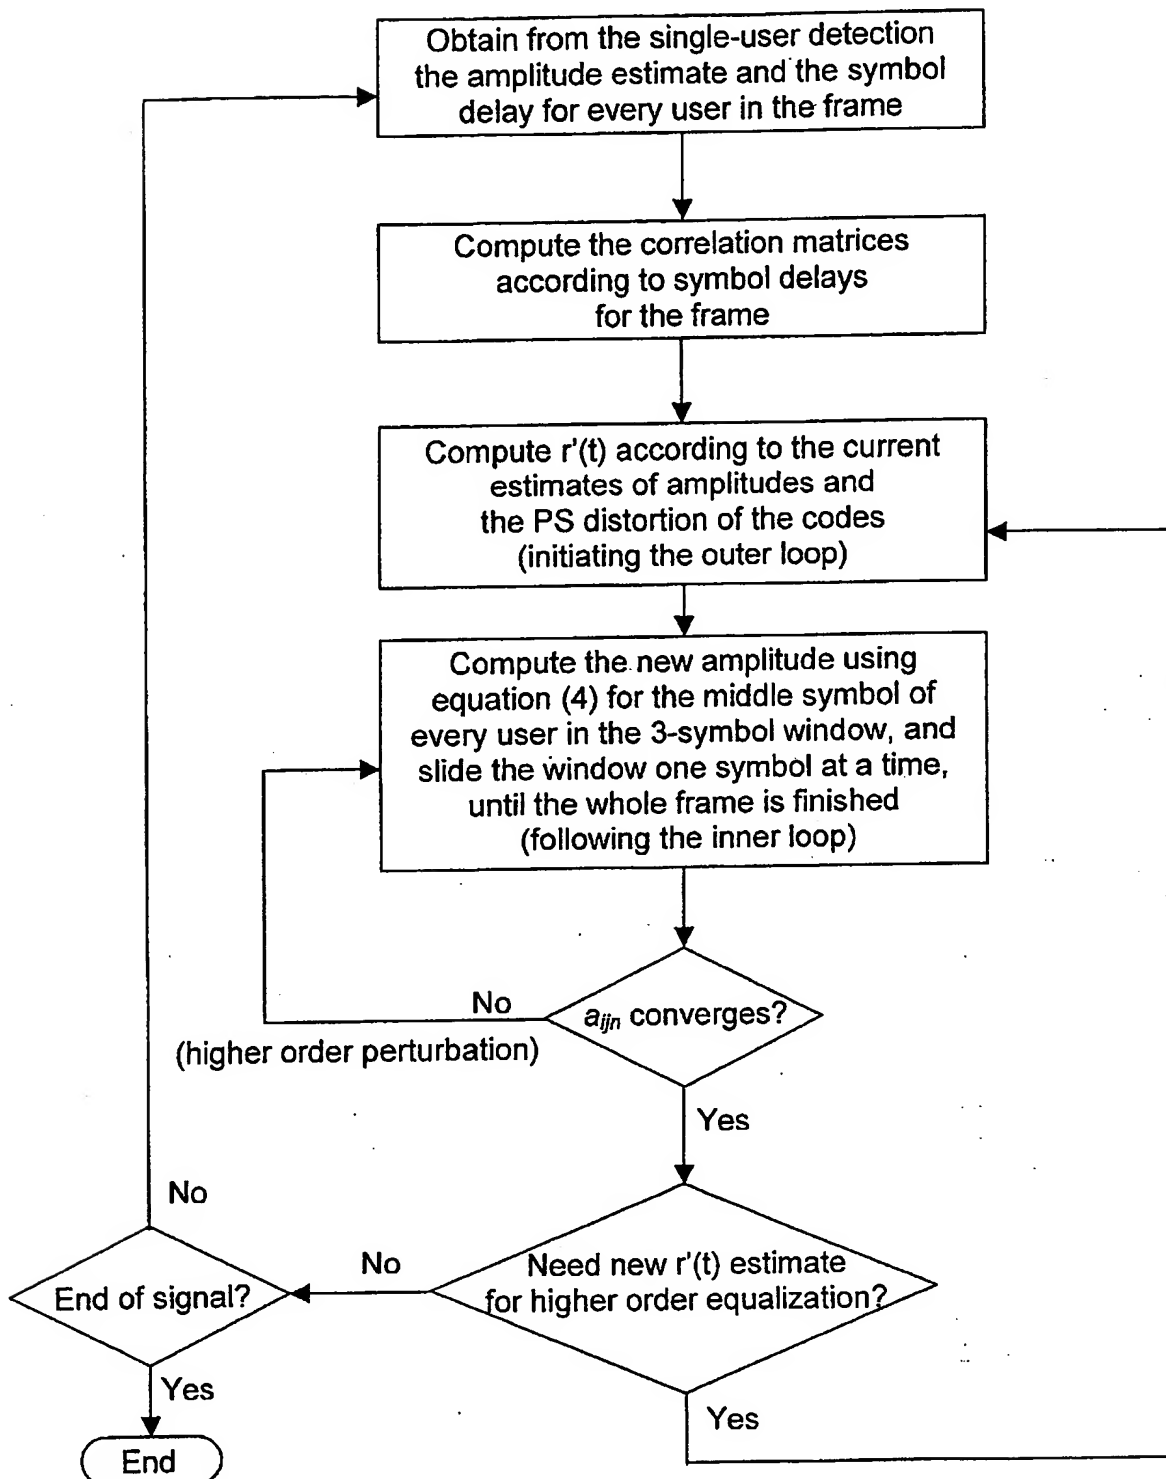 Obtain from the single-user detection
the amplitude estimate and the symbol
delay for every user in the frame
Compute the correlation matrices
according to symbol delays
for the frame
Compute r'(t) according to the current
estimates of amplitudes and
the PS distortion of the codes
(initiating the outer loop)
Compute the new amplitude using
equation (4) for the middle symbol of
every user in the 3-symbol window, and
slide the window one symbol at a time,
until the whole frame is finished
(following the inner loop)
No
aijn converges?
(higher order perturbation)
Yes
No
No
Need new r'(t) estimate
for higher order equalization?
End of signal?
Yes
Yes
End